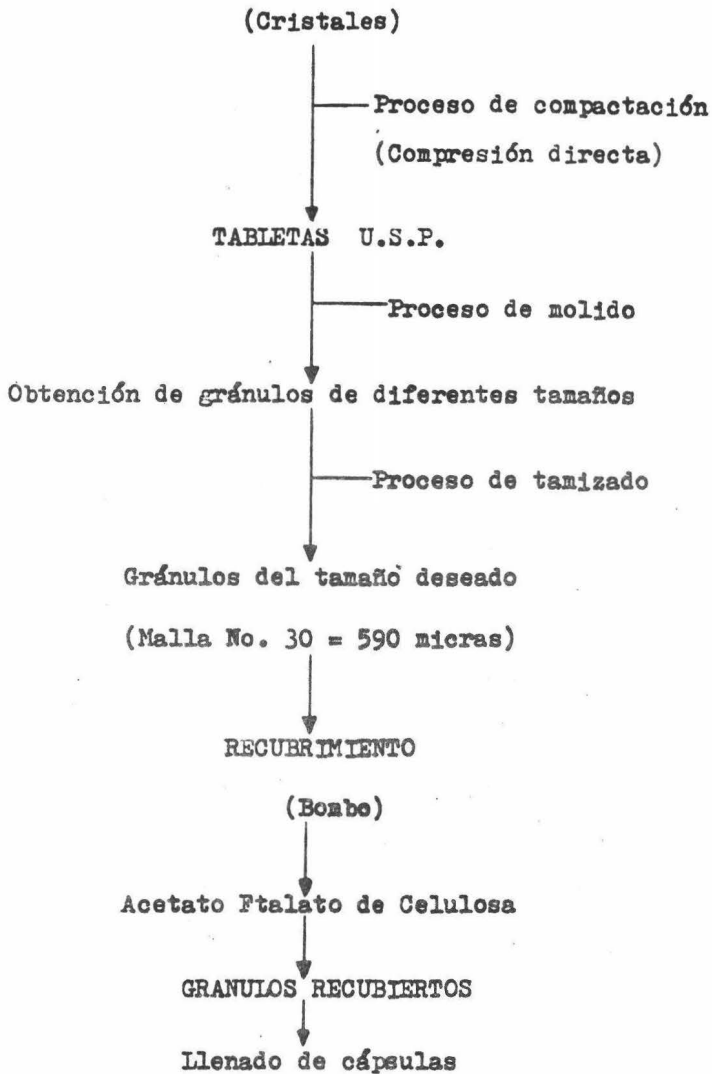 (Cristales)
Proceso de compactación
(Compresión directa)
TABLETAS U.S.P.
Proceso de molido
Obtención de gránulos de diferentes tamaños
Proceso de tamizado
Gránulos del tamaño deseado
(Malla No. 30 = 590 micras)
RECUBRIMIENTO
(Bombo)
Acetato Ftalato de Celulosa
GRANULOS RECUBIERTOS
Llenado de cápsulas